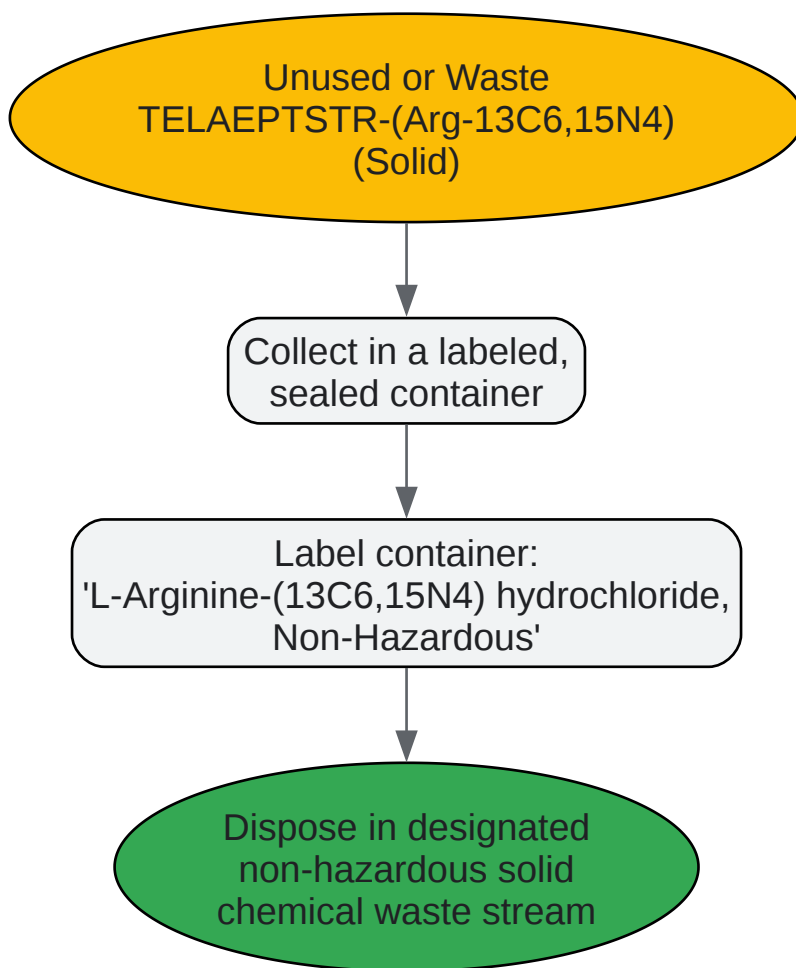 Unused or Waste
TELAEPTSTR-(Arg-13C6,15N4)
(Solid)
Collect in a labeled,
sealed container
Label container:
'L-Arginine-(13C6,15N4) hydrochloride,
Non-Hazardous'
Dispose in designated
non-hazardous solid
chemical waste stream